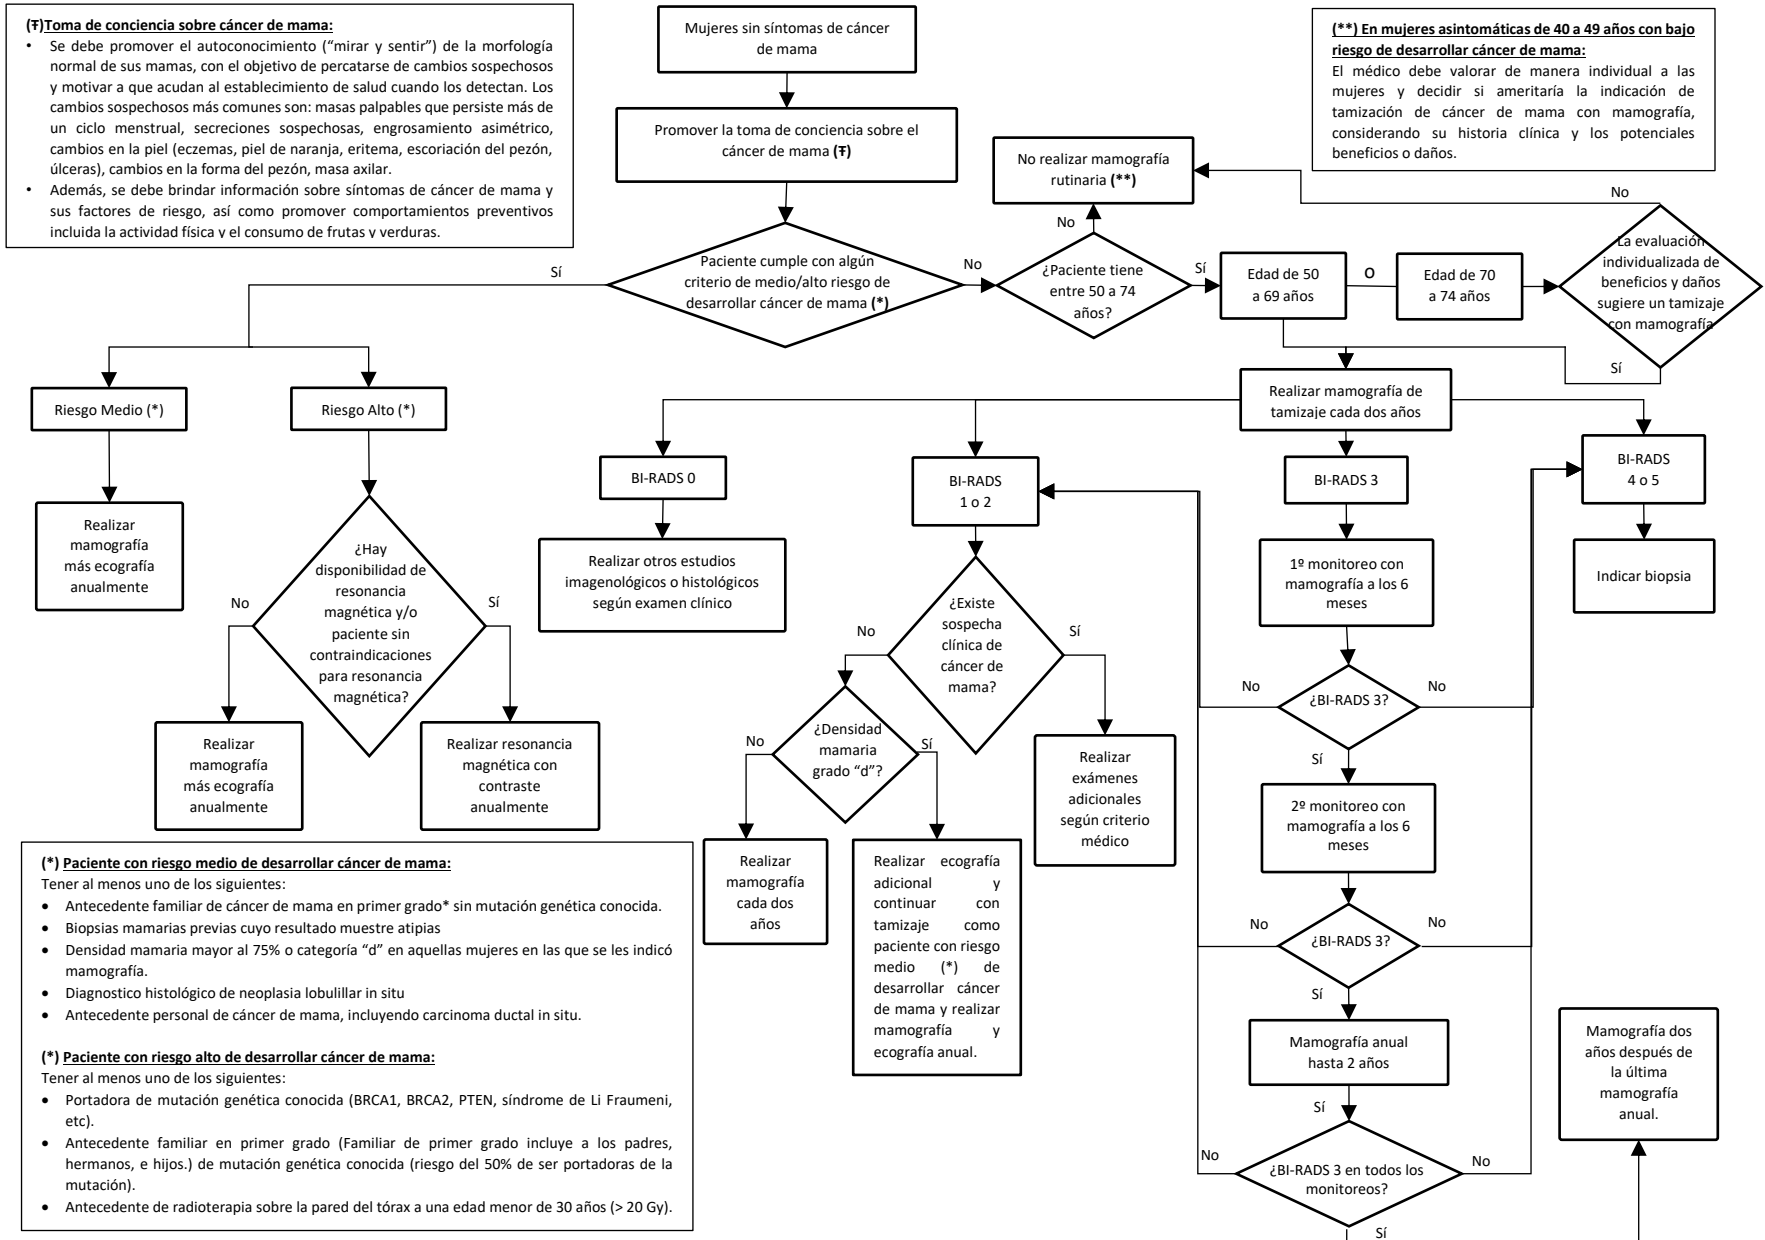 (Ŧ)Toma de conciencia sobre cáncer de mama:
• Se debe promover el autoconocimiento (“mirar y sentir”) de la morfología
normal de sus mamas, con el objetivo de percatarse de cambios sospechosos
y motivar a que acudan al establecimiento de salud cuando los detectan. Los
cambios sospechosos más comunes son: masas palpables que persiste más de
un ciclo menstrual, secreciones sospechosas, engrosamiento asimétrico,
cambios en la piel (eczemas, piel de naranja, eritema, escoriación del pezón,
úlceras), cambios en la forma del pezón, masa axilar.
• Además, se debe brindar información sobre síntomas de cáncer de mama y
sus factores de riesgo, así como promover comportamientos preventivos
incluida la actividad física y el consumo de frutas y verduras.
Mujeres sin síntomas de cáncer
de mama
Promover la toma de conciencia sobre el
cáncer de mama (Ŧ)
(**) En mujeres asintomáticas de 40 a 49 años con bajo
riesgo de desarrollar cáncer de mama:
El médico debe valorar de manera individual a las
mujeres y decidir si ameritaría la indicación de
tamización de cáncer de mama con mamografía,
considerando su historia clínica y los potenciales
beneficios o daños.
No realizar mamografía
rutinaria (**)
No
No
Sí
Paciente cumple con algún
criterio de medio/alto riesgo de
desarrollar cáncer de mama (*)
No
¿Paciente tiene
entre 50 a 74
años?
Sí
Edad de 50
a 69 años
O
Edad de 70
a 74 años
La evaluación
individualizada de
beneficios y daños
sugiere un tamizaje
con mamografía
Sí
Riesgo Medio (*)
Riesgo Alto (*)
Realizar mamografía de
tamizaje cada dos años
Realizar
mamografía
más ecografía
anualmente
¿Hay
disponibilidad de
resonancia
magnética y/o
paciente sin
contraindicaciones
para resonancia
magnética?
No
Sí
Realizar
mamografía
más ecografía
anualmente
Realizar resonancia
magnética con
contraste
anualmente
BI-RADS 0
Realizar otros estudios
imagenológicos o histológicos
según examen clínico
BI-RADS
1 o 2
¿Existe
sospecha
clínica de
cáncer de
mama?
No
Sí
¿Densidad
mamaria
grado “d”?
No
Sí
Realizar
mamografía
cada dos
años
Realizar ecografía
adicional y
continuar con
tamizaje como
paciente con riesgo
medio (*) de
desarrollar cáncer
de mama y realizar
mamografía y
ecografía anual.
Realizar
exámenes
adicionales
según criterio
médico
BI-RADS 3
1º monitoreo con
mamografía a los 6
meses
No
¿BI-RADS 3?
No
Sí
2º monitoreo con
mamografía a los 6
meses
No
¿BI-RADS 3?
No
Sí
Mamografía anual
hasta 2 años
Sí
No
¿BI-RADS 3 en todos los
monitoreos?
No
Sí
BI-RADS
4 o 5
Indicar biopsia
Mamografía dos
años después de
la última
mamografía
anual.
(*) Paciente con riesgo medio de desarrollar cáncer de mama:
Tener al menos uno de los siguientes:
• Antecedente familiar de cáncer de mama en primer grado* sin mutación genética conocida.
• Biopsias mamarias previas cuyo resultado muestre atipias
• Densidad mamaria mayor al 75% o categoría “d” en aquellas mujeres en las que se les indicó
mamografía.
• Diagnostico histológico de neoplasia lobulillar in situ
• Antecedente personal de cáncer de mama, incluyendo carcinoma ductal in situ.
(*) Paciente con riesgo alto de desarrollar cáncer de mama:
Tener al menos uno de los siguientes:
• Portadora de mutación genética conocida (BRCA1, BRCA2, PTEN, síndrome de Li Fraumeni,
etc).
• Antecedente familiar en primer grado (Familiar de primer grado incluye a los padres,
hermanos, e hijos.) de mutación genética conocida (riesgo del 50% de ser portadoras de la
mutación).
• Antecedente de radioterapia sobre la pared del tórax a una edad menor de 30 años (> 20 Gy).